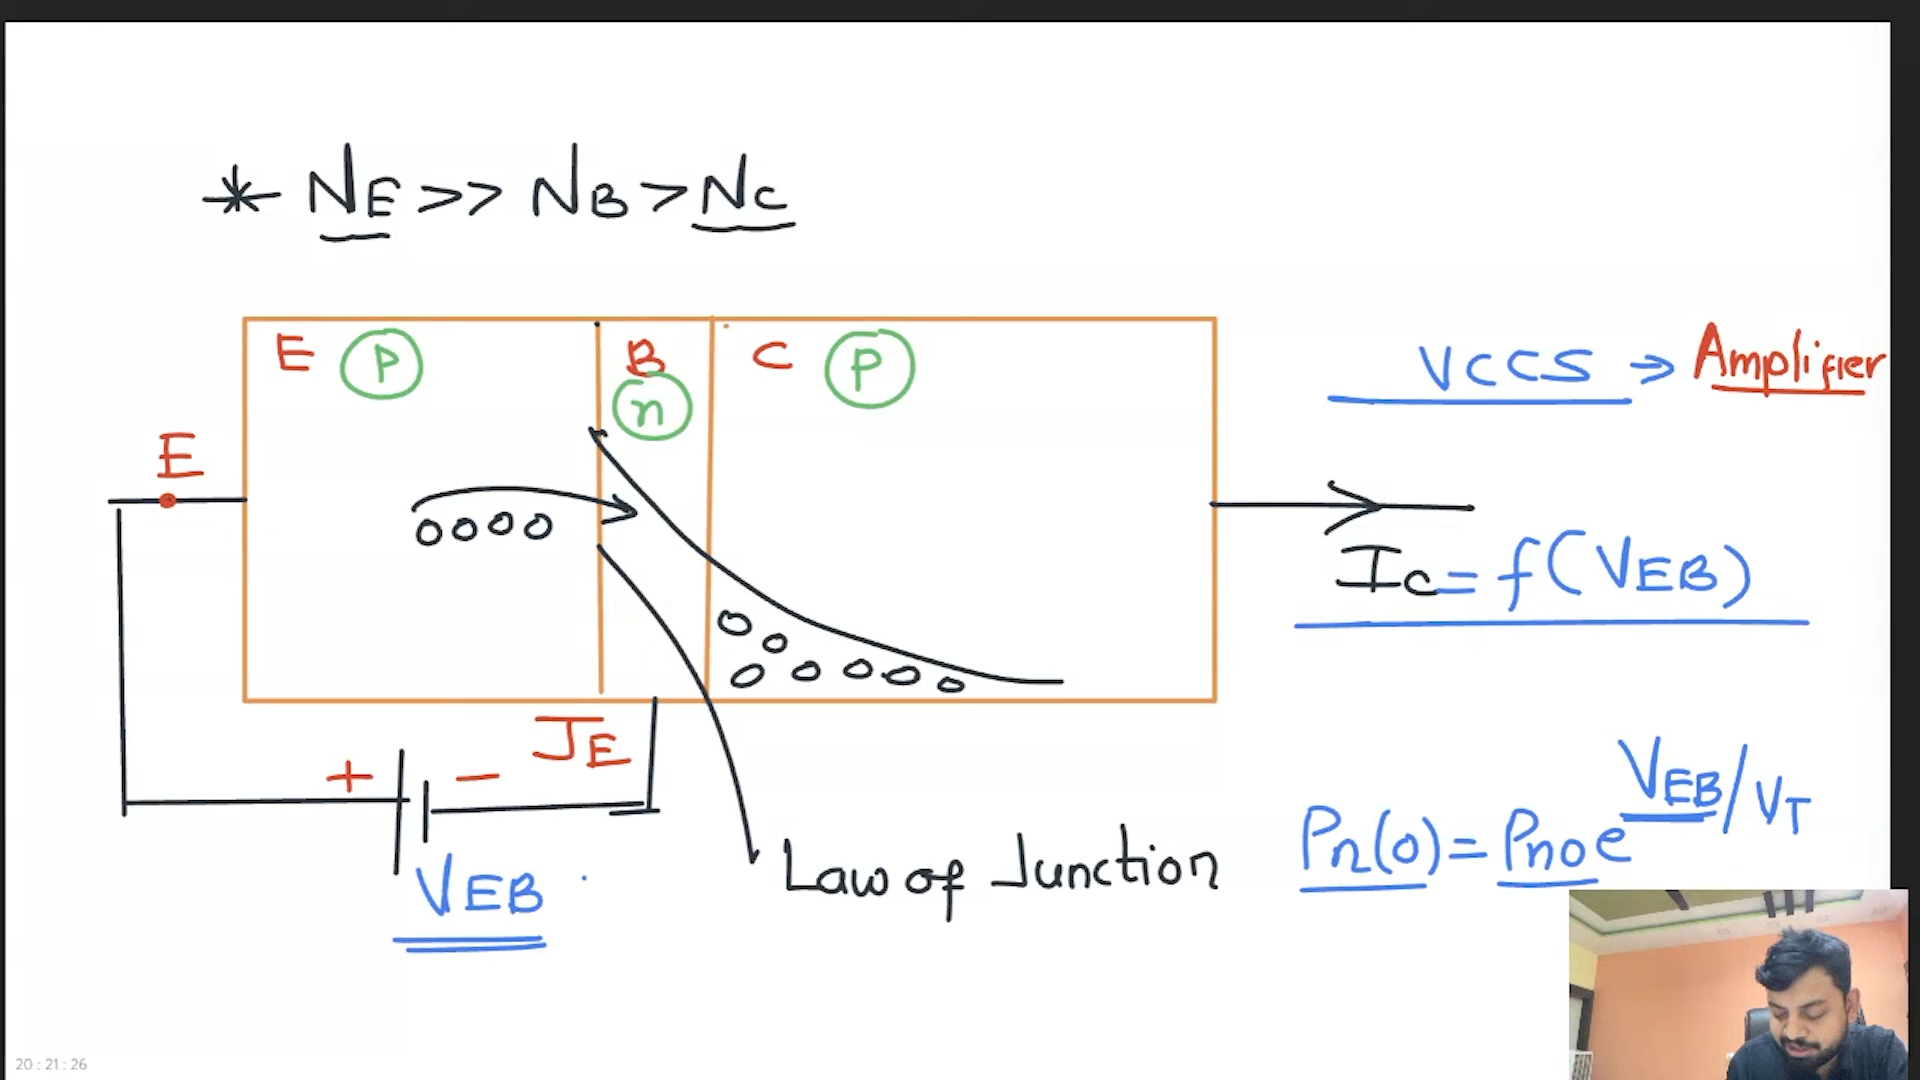 * NE >> NB > NC
E P B n C P
VCCS → Amplifier
E
IC = f(VEB)
+ - JE
VEB
Law of Junction
Pn(0) = Pno e VEB/VT
20 : 21 : 26